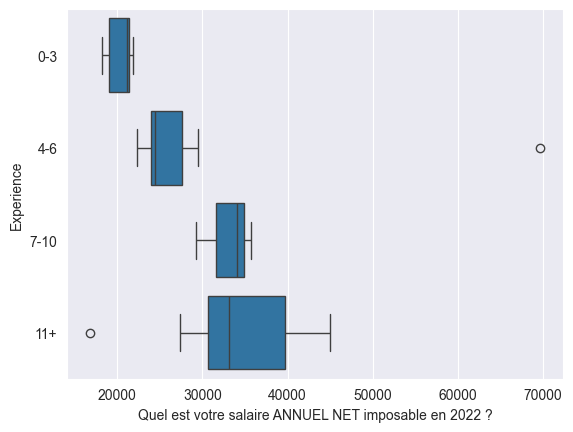 0-3
4-6
7-10
11+
Experience
20000 30000 40000 50000 60000 70000
Quel est votre salaire ANNUEL NET imposable en 2022 ?